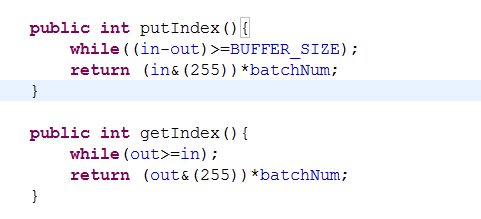 public int putIndex(){
while((in-out)>=BUFFER_SIZE);
return (in&(255))*batchNum;
}
public int getIndex(){
while(out>=in);
return (out&(255))*batchNum;
}